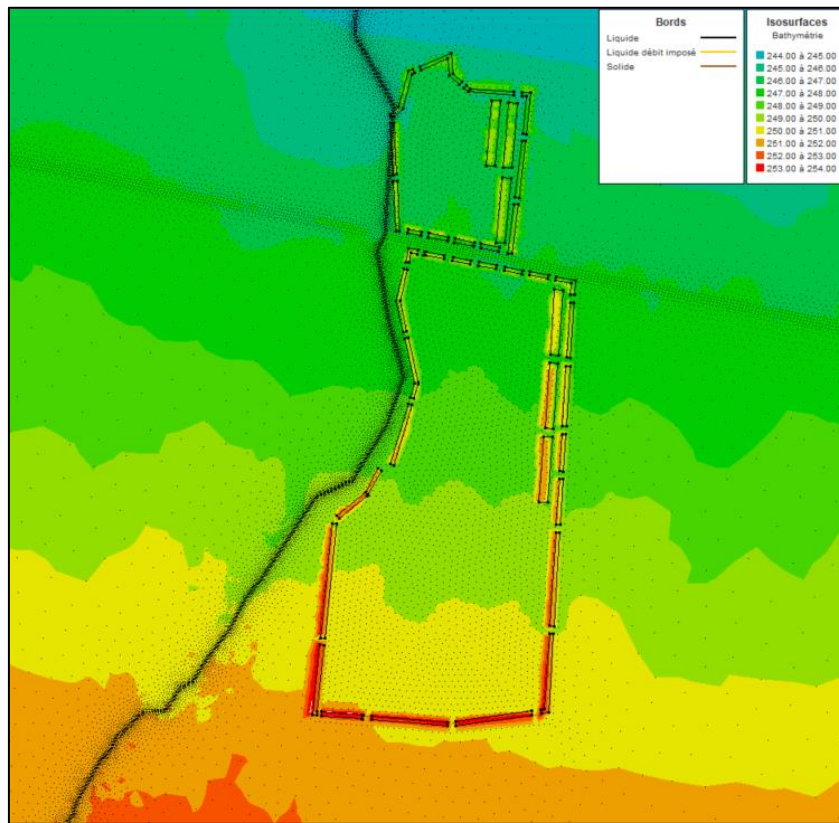 Bords
Liquide
Liquide débit imposé
Solide
Isosurfaces
Bathymétrie
244.00 à 245.00
245.00 à 246.00
246.00 à 247.00
247.00 à 248.00
248.00 à 249.00
249.00 à 250.00
250.00 à 251.00
251.00 à 252.00
252.00 à 253.00
253.00 à 254.00